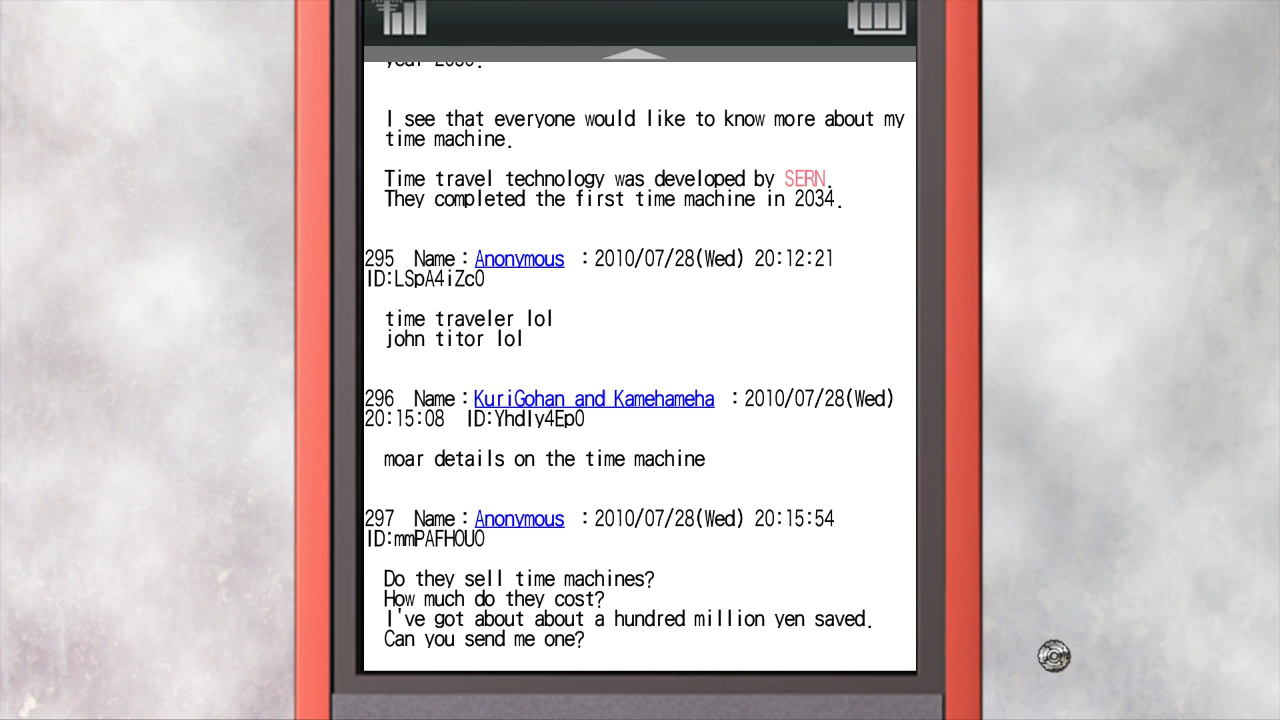 I see that everyone would like to know more about my
time machine.
Time travel technology was developed by SERN.
They completed the first time machine in 2034.
295 Name：Anonymous ：2010/07/28(Wed) 20:12:21
ID:LSpA4iZc0
time traveler lol
john titor lol
296 Name：KuriGohan and Kamehameha ：2010/07/28(Wed)
20:15:08 ID:YhdIy4Ep0
moar details on the time machine
297 Name：Anonymous ：2010/07/28(Wed) 20:15:54
ID:mmPAFHOU0
Do they sell time machines?
How much do they cost?
I've got about about a hundred million yen saved.
Can you send me one?